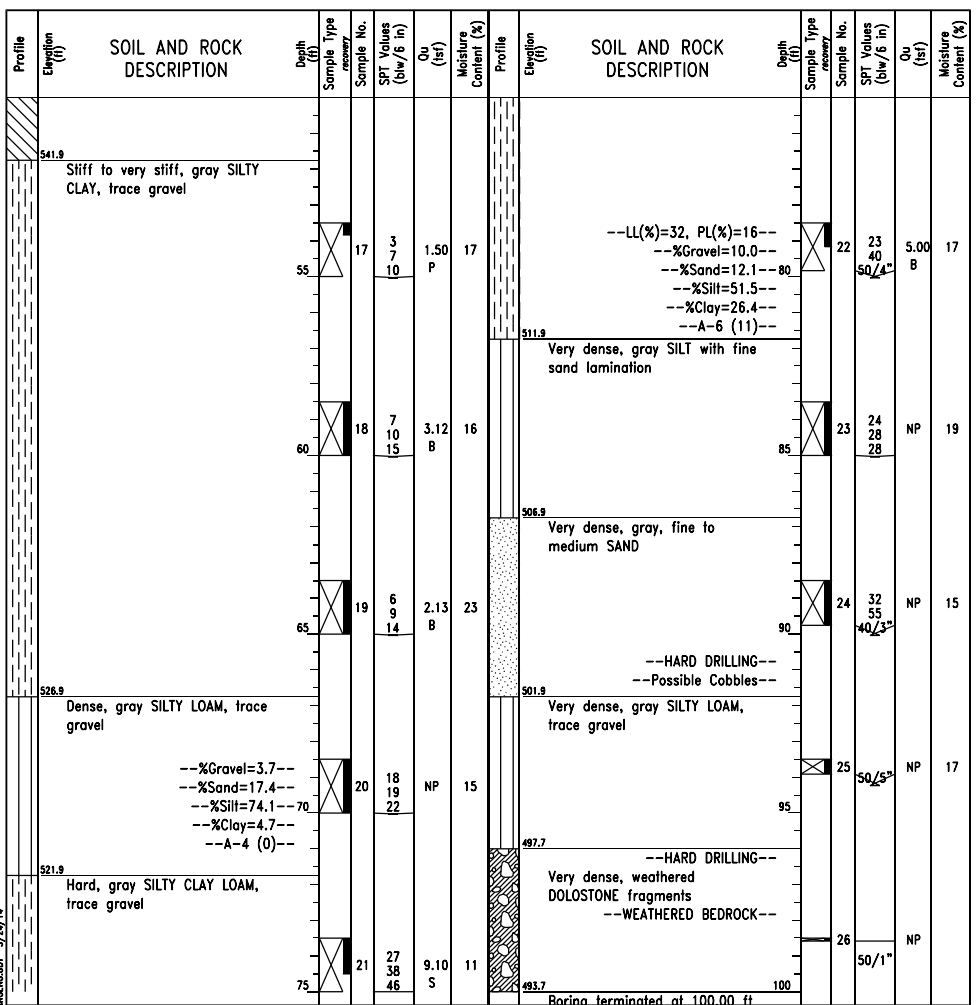 Profile
Elevation (ft)
SOIL AND ROCK
DESCRIPTION
Depth (ft)
Sample Type
recovery
Sample No.
SPT Values
(blw/6 in)
Qu
(tsf)
Moisture
Content (%)
541.9
Stiff to very stiff, gray SILTY
CLAY, trace gravel
55
17
3
7
10
1.50
P
17
60
18
7
10
15
3.12
B
16
65
19
6
9
14
2.13
B
23
526.9
Dense, gray SILTY LOAM, trace
gravel
--%Gravel=3.7--
--%Sand=17.4--
--%Silt=74.1--
70
--%Clay=4.7--
--A-4 (0)--
20
18
19
22
NP
15
521.9
Hard, gray SILTY CLAY LOAM,
trace gravel
75
21
27
38
46
9.10
S
11
Profile
Elevation (ft)
SOIL AND ROCK
DESCRIPTION
Depth (ft)
Sample Type
recovery
Sample No.
SPT Values
(blw/6 in)
Qu
(tsf)
Moisture
Content (%)
--LL(%)=32, PL(%)=16--
--%Gravel=10.0--
--%Sand=12.1--
80
--%Silt=51.5--
--%Clay=26.4--
--A-6 (11)--
22
23
40
50/4"
5.00
B
17
511.9
Very dense, gray SILT with fine
sand lamination
85
23
24
28
28
NP
19
506.9
Very dense, gray, fine to
medium SAND
90
24
32
55
40/3"
NP
15
--HARD DRILLING--
--Possible Cobbles--
501.9
Very dense, gray SILTY LOAM,
trace gravel
25
50/5"
NP
17
95
497.7
--HARD DRILLING--
Very dense, weathered
DOLOSTONE fragments
--WEATHERED BEDROCK--
26
50/1"
NP
493.7
100
Boring terminated at 100.00 ft